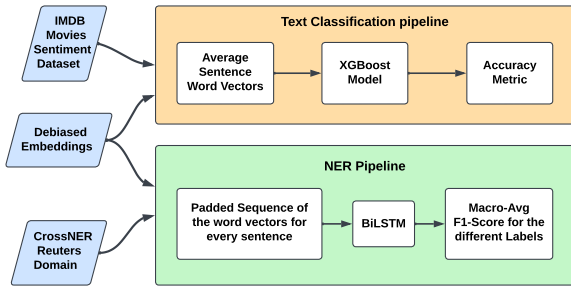 IMDB
Movies
Sentiment
Dataset
Debiased
Embeddings
CrossNER
Reuters
Domain
Text Classification pipeline
Average
Sentence
Word Vectors
XGBoost
Model
Accuracy
Metric
NER Pipeline
Padded Sequence of
the word vectors for
every sentence
BiLSTM
Macro-Avg
F1-Score for the
different Labels